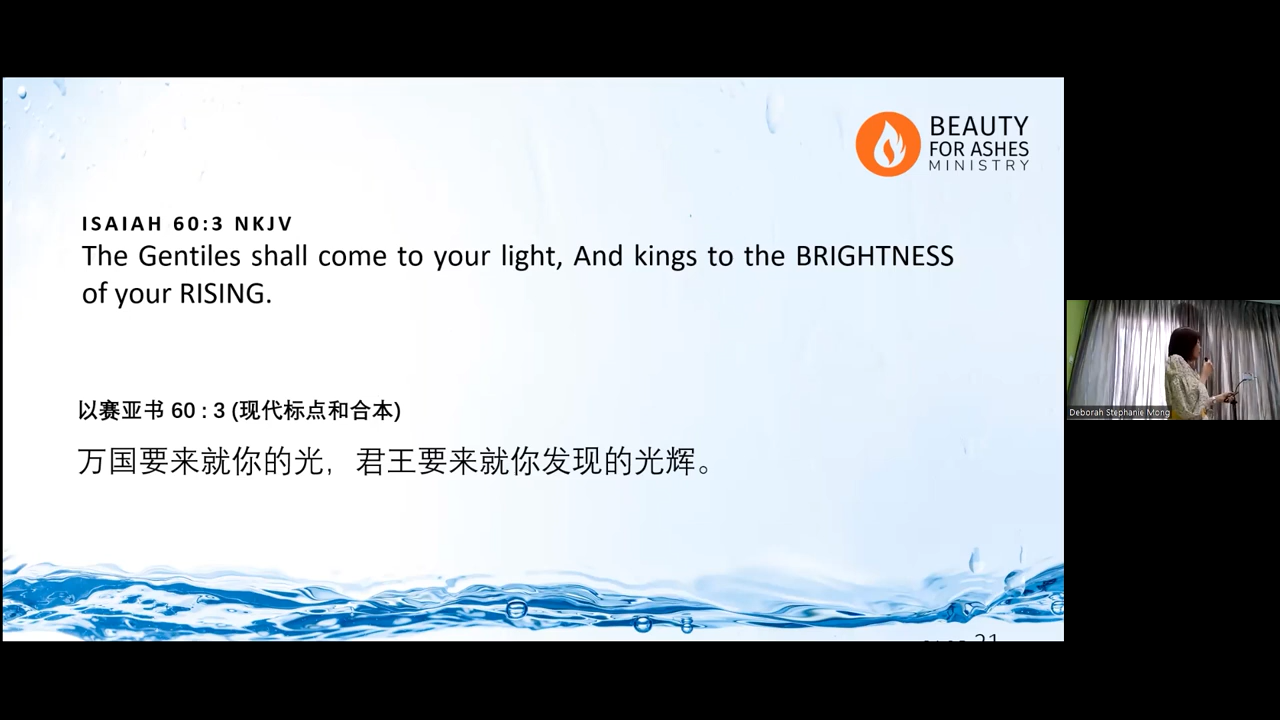 BEAUTY
FOR ASHES
MINISTRY
ISAIAH 60:3 NKJV
The Gentiles shall come to your light, And kings to the BRIGHTNESS
of your RISING.
以赛亚书 60 : 3 (现代标点和合本)
万国要来就你的光，君王要来就你发现的光辉。
Deborah Stephanie Mong
21